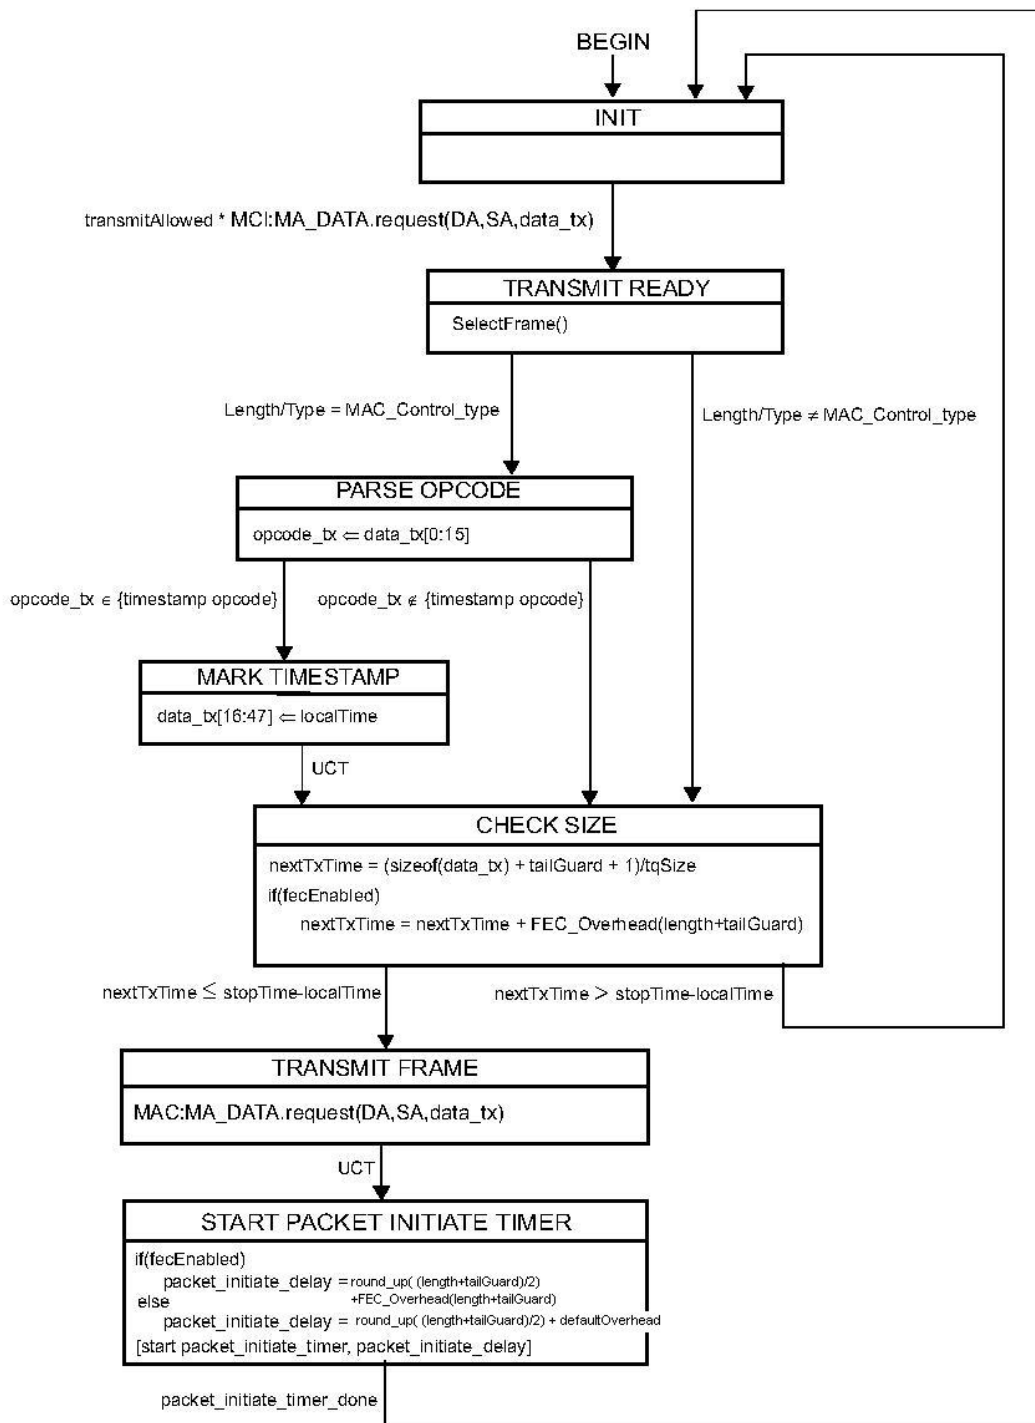 BEGIN
INIT
transmitAllowed * MCI:MA_DATA.request(DA,SA,data_tx)
TRANSMIT READY
SelectFrame()
Length/Type = MAC_Control_type
Length/Type ≠ MAC_Control_type
PARSE OPCODE
opcode_tx ⇐ data_tx[0:15]
opcode_tx ∈ {timestamp opcode}
opcode_tx ∉ {timestamp opcode}
MARK TIMESTAMP
data_tx[16:47] ⇐ localTime
UCT
CHECK SIZE
nextTxTime = (sizeof(data_tx) + tailGuard + 1)/tqSize
if(fecEnabled)
nextTxTime = nextTxTime + FEC_Overhead(length+tailGuard)
nextTxTime ≤ stopTime-localTime
nextTxTime > stopTime-localTime
TRANSMIT FRAME
MAC:MA_DATA.request(DA,SA,data_tx)
UCT
START PACKET INITIATE TIMER
if(fecEnabled)
packet_initiate_delay = round_up( (length+tailGuard)/2)
+FEC_Overhead(length+tailGuard)
else
packet_initiate_delay = round_up( (length+tailGuard)/2) + defaultOverhead
[start packet_initiate_timer, packet_initiate_delay]
packet_initiate_timer_done